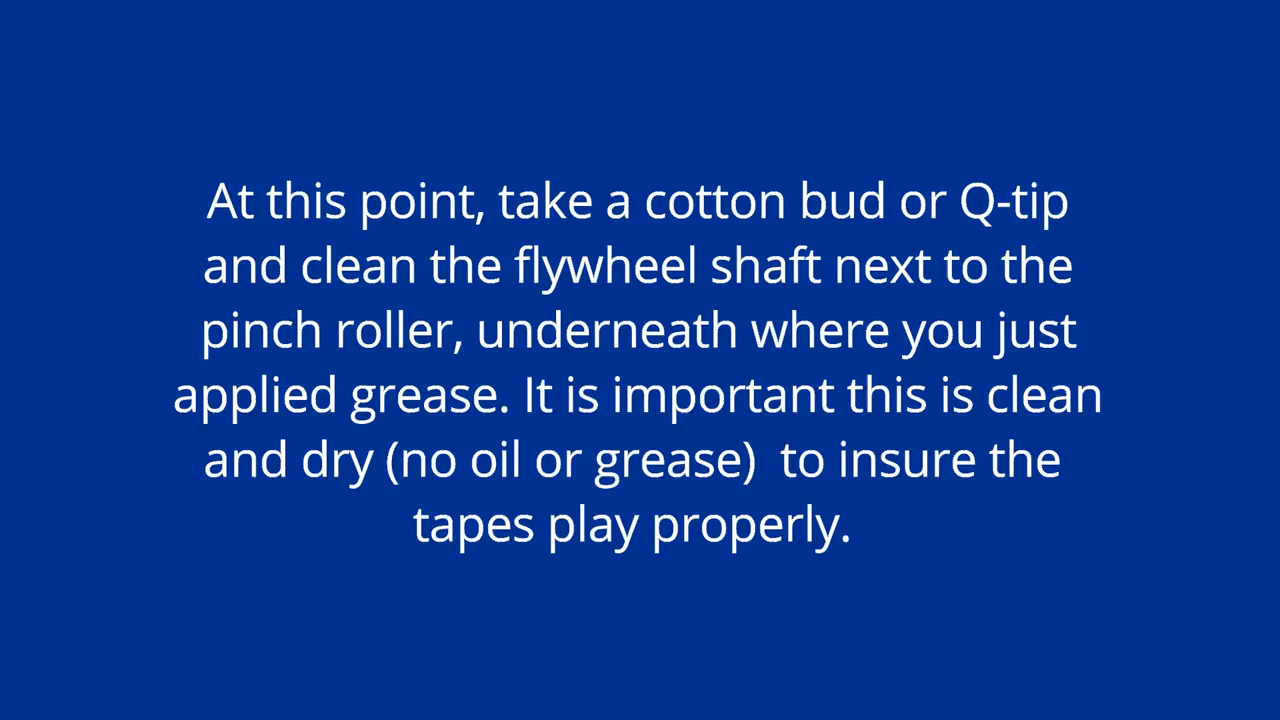 At this point, take a cotton bud or Q-tip
and clean the flywheel shaft next to the
pinch roller, underneath where you just
applied grease. It is important this is clean
and dry (no oil or grease)  to insure the
tapes play properly.